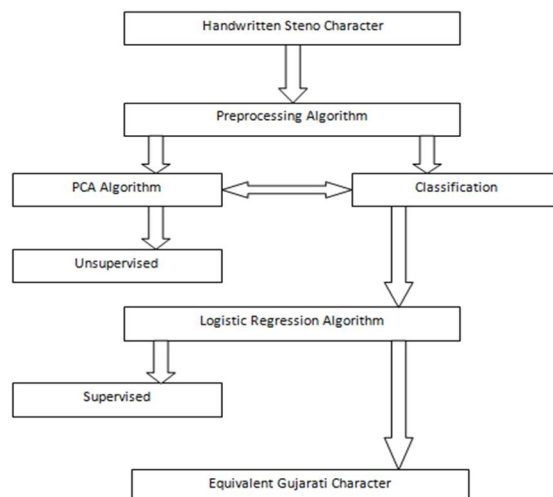 Handwritten Steno Character
Preprocessing Algorithm
PCA Algorithm
Classification
Unsupervised
Logistic Regression Algorithm
Supervised
Equivalent Gujarati Character